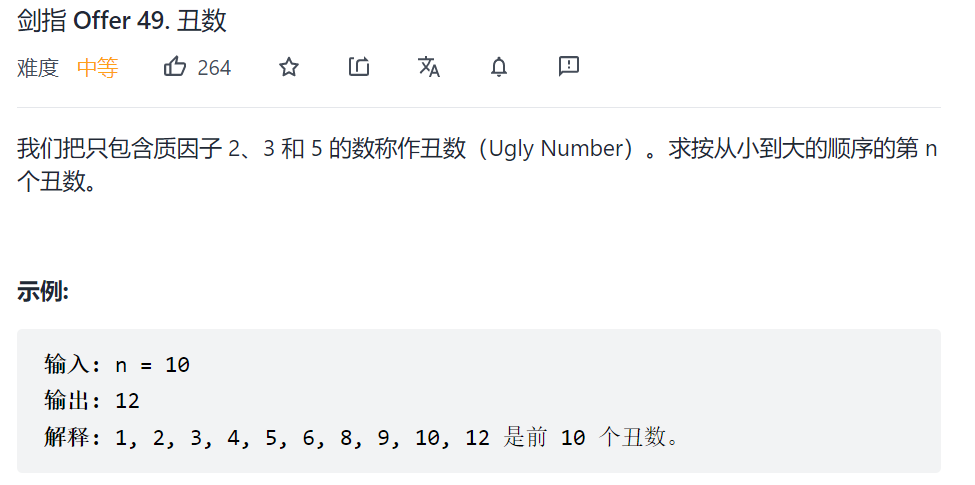 剑指 Offer 49. 丑数
难度 中等 264
我们把只包含质因子 2、3 和 5 的数称作丑数（Ugly Number）。求按从小到大的顺序的第 n
个丑数。
示例:
输入: n = 10
输出: 12
解释: 1, 2, 3, 4, 5, 6, 8, 9, 10, 12 是前 10 个丑数。